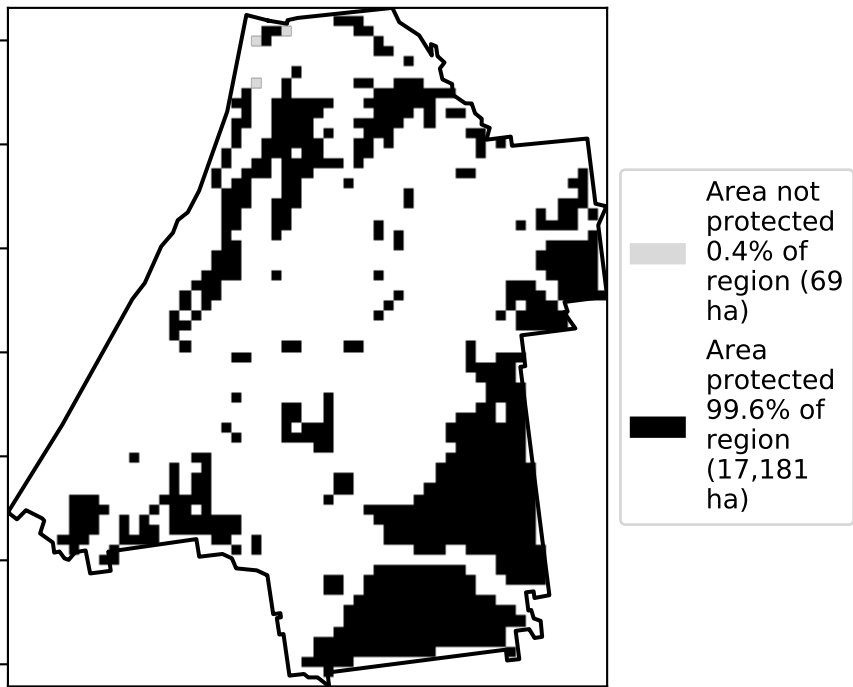 Area not
protected
0.4% of
region (69
ha)
Area
protected
99.6% of
region
(17,181
ha)